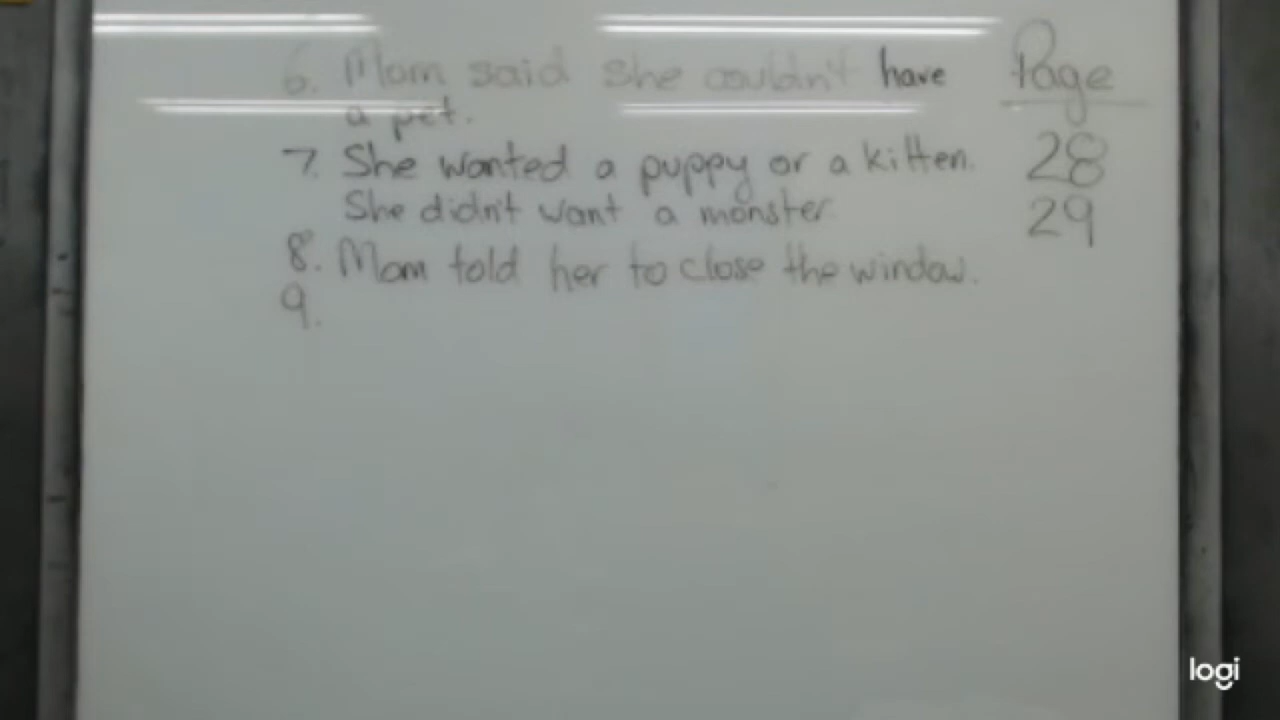 6. Mom said she couldn't have
a pet.
7. She wanted a puppy or a kitten.
She didn't want a monster.
8. Mom told her to close the window.
9.
Page
28
29
logi